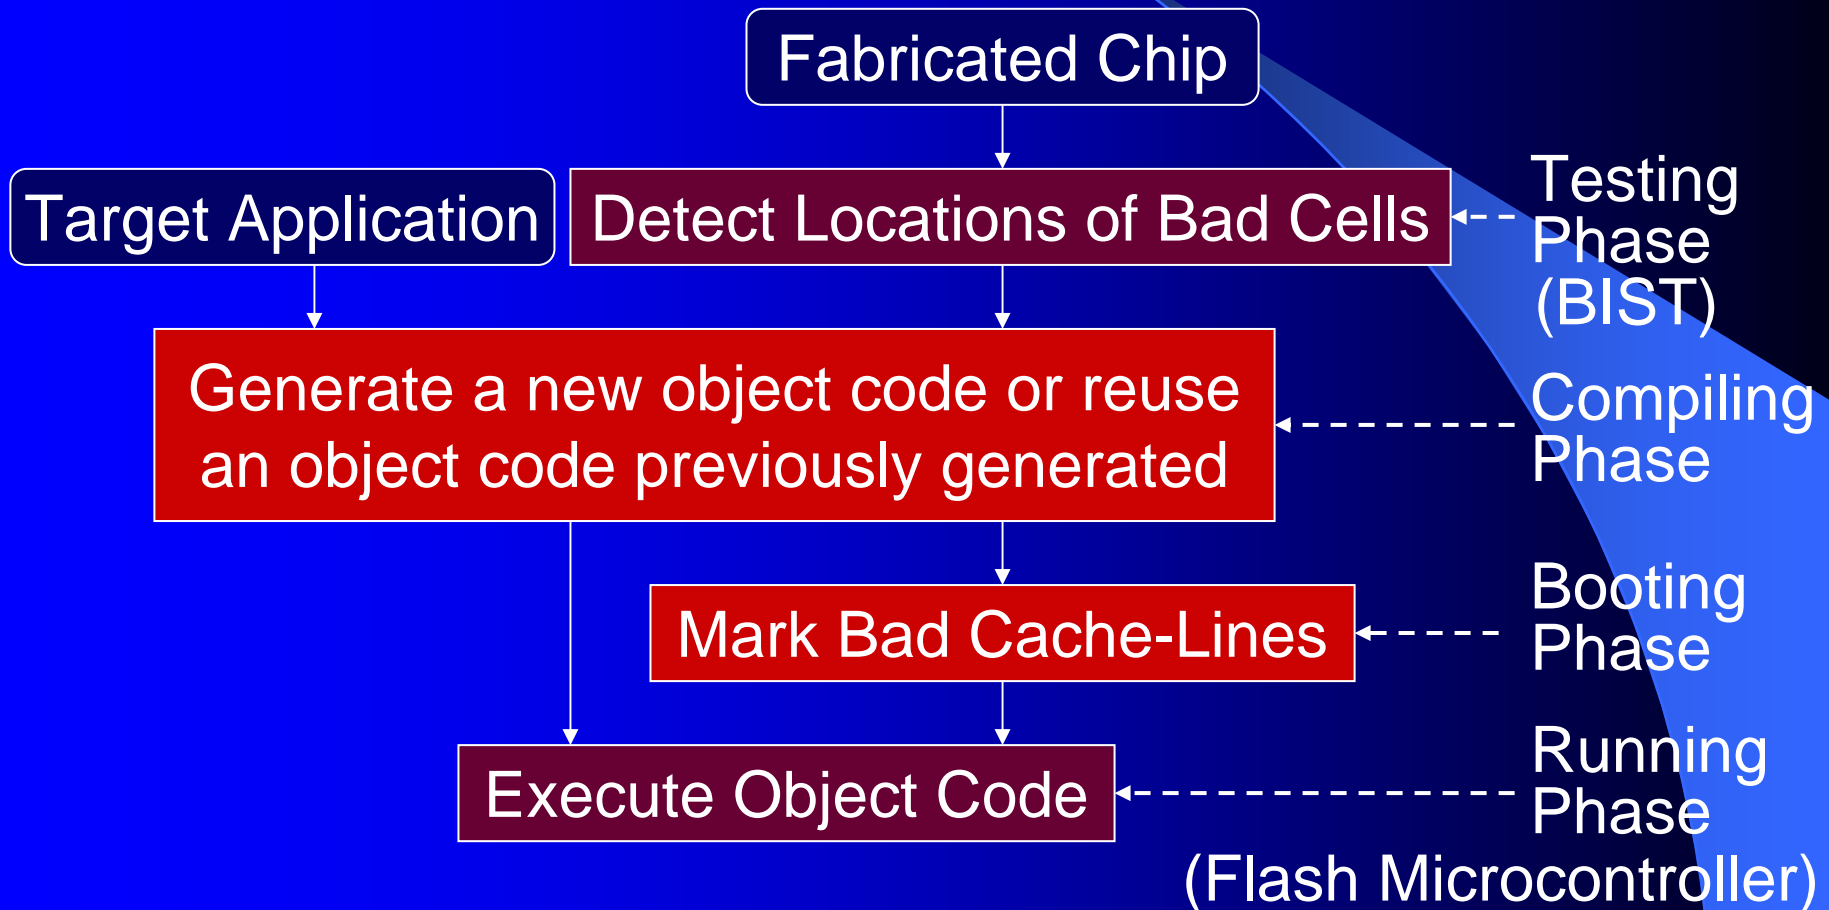 Fabricated Chip
Target Application
Detect Locations of Bad Cells
Testing
Phase
(BIST)
Generate a new object code or reuse
an object code previously generated
Compiling
Phase
Mark Bad Cache-Lines
Booting
Phase
Execute Object Code
Running
Phase
(Flash Microcontroller)